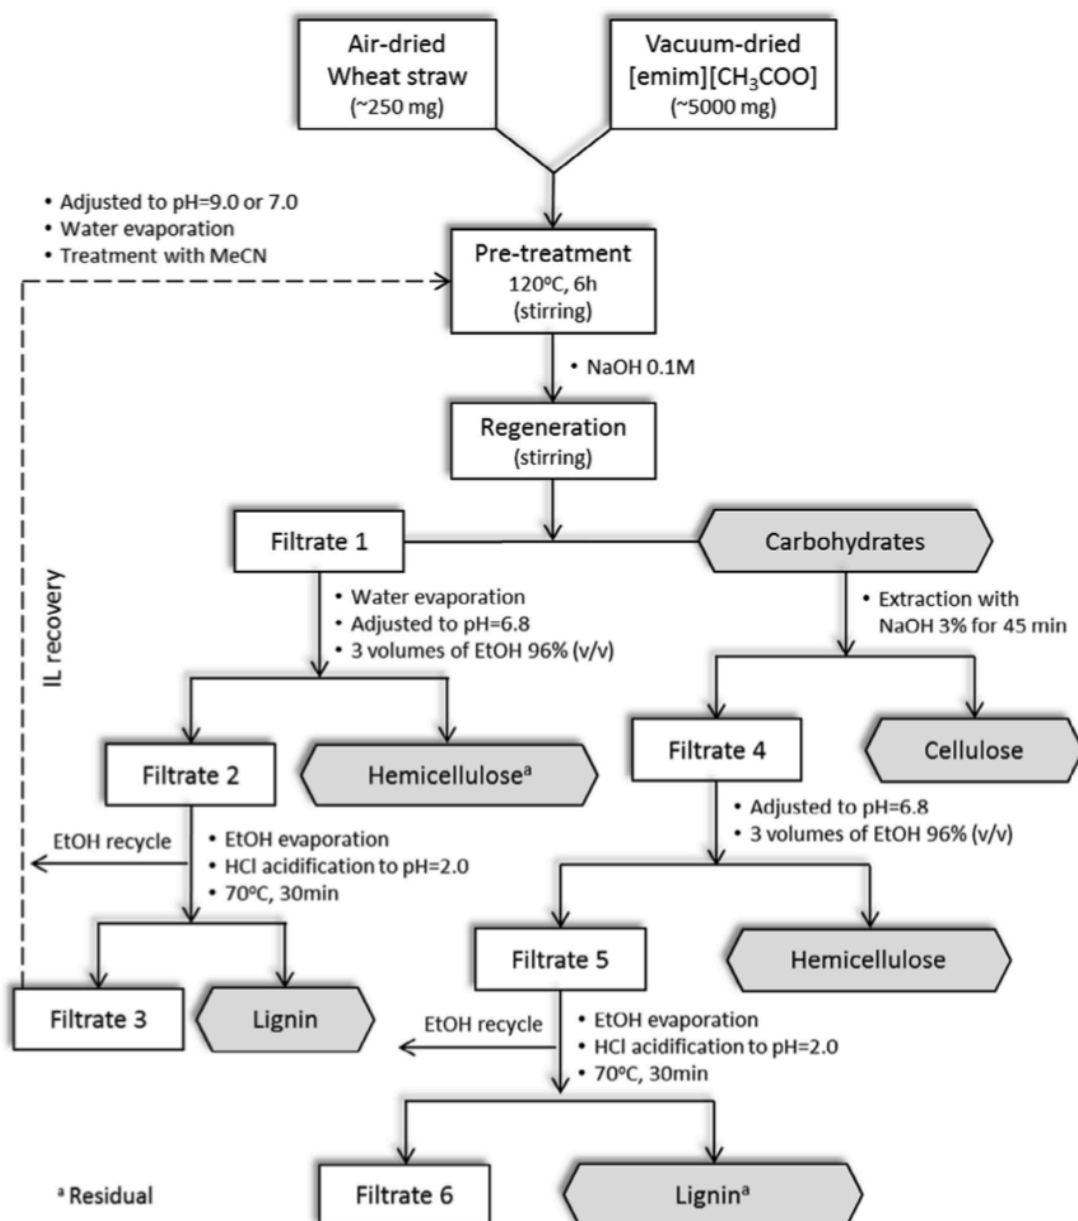 Air-dried
Wheat straw
(~250 mg)
Vacuum-dried
[emim][CH₃COO]
(~5000 mg)
• Adjusted to pH=9.0 or 7.0
• Water evaporation
• Treatment with MeCN
Pre-treatment
120ºC, 6h
(stirring)
• NaOH 0.1M
Regeneration
(stirring)
Filtrate 1
Carbohydrates
IL recovery
• Water evaporation
• Adjusted to pH=6.8
• 3 volumes of EtOH 96% (v/v)
• Extraction with
NaOH 3% for 45 min
Filtrate 2
Hemicelluloseᵃ
Filtrate 4
Cellulose
EtOH recycle
• EtOH evaporation
• HCl acidification to pH=2.0
• 70ºC, 30min
• Adjusted to pH=6.8
• 3 volumes of EtOH 96% (v/v)
Filtrate 3
Lignin
Filtrate 5
Hemicellulose
EtOH recycle
• EtOH evaporation
• HCl acidification to pH=2.0
• 70ºC, 30min
ᵃ Residual
Filtrate 6
Ligninᵃ